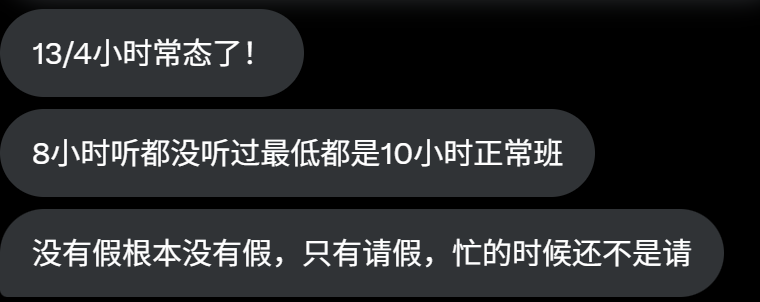 13/4小时常态了！
8小时听都没听过最低都是10小时正常班
没有假根本没有假，只有请假，忙的时候还不是请